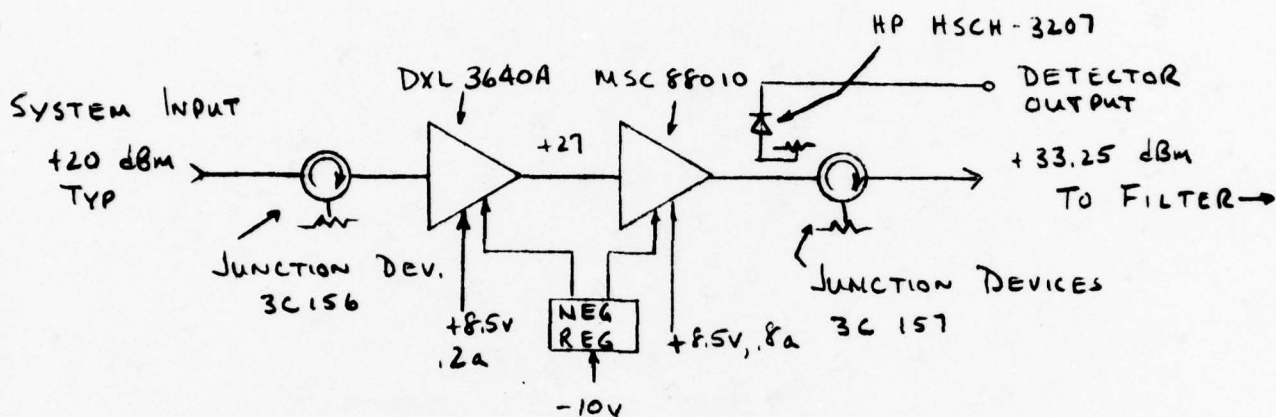 HP HSCH-3207
DXL 3640A
MSC 88010
DETECTOR
OUTPUT
SYSTEM INPUT
+20 dBm
TYP
+27
+33.25 dBm
TO FILTER→
JUNCTION DEV.
3C156
+8.5v
.2a
NEG
REG
-10v
+8.5v, .8a
JUNCTION DEVICES
3C 157